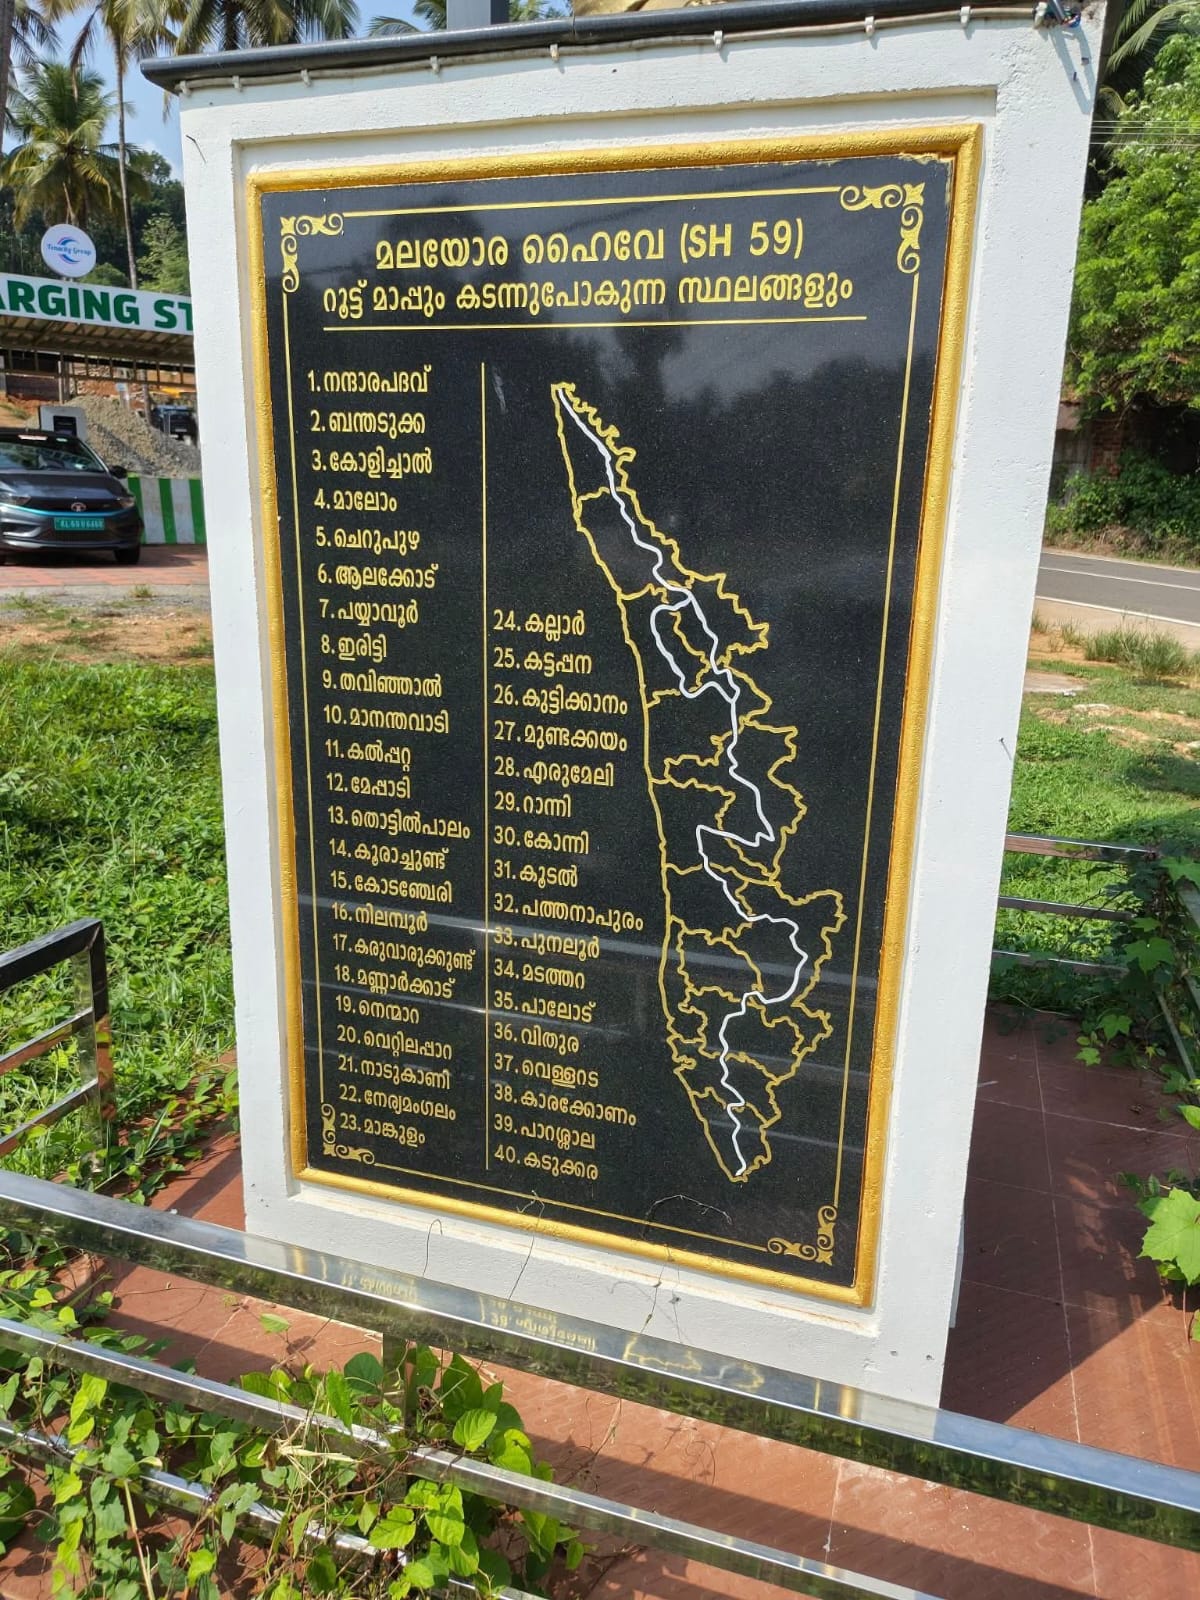 Tenacity Group
ARGING ST
മലയോര ഹൈവേ (SH 59)
റൂട്ട് മാപ്പും കടന്നുപോകുന്ന സ്ഥലങ്ങളും
1. നന്ദാരപദവ്
2. ബന്തടുക്ക
3. കോളിച്ചാൽ
4. മാലോം
5. ചെറുപുഴ
6. ആലക്കോട്
7. പയ്യാവൂർ
8. ഇരിട്ടി
9. തവിഞ്ഞാൽ
10. മാനന്തവാടി
11. കൽപ്പറ്റ
12. മേപ്പാടി
13. തൊട്ടിൽപാലം
14. കൂരാച്ചുണ്ട്
15. കോടഞ്ചേരി
16. നിലമ്പൂർ
17. കരുവാരുക്കുണ്ട്
18. മണ്ണാർക്കാട്
19. നെന്മാറ
20. വെറ്റിലപ്പാറ
21. നാടുകാണി
22. നേര്യമംഗലം
23. മാങ്കുളം
24. കല്ലാർ
25. കട്ടപ്പന
26. കുട്ടിക്കാനം
27. മുണ്ടക്കയം
28. എരുമേലി
29. റാന്നി
30. കോന്നി
31. കൂടൽ
32. പത്തനാപുരം
33. പുനലൂർ
34. മടത്തറ
35. പാലോട്
36. വിതുര
37. വെള്ളറട
38. കാരക്കോണം
39. പാറശ്ശാല
40. കടുക്കര